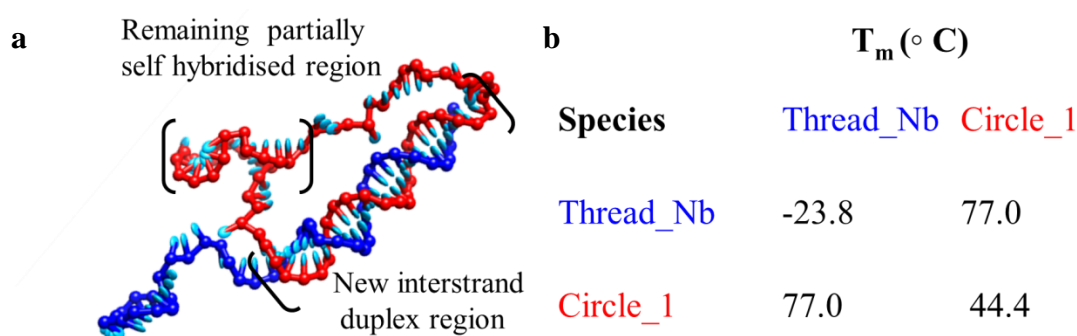 a
Remaining partially
self hybridised region
New interstrand
duplex region
b
Tm (° C)
Species Thread_Nb Circle_1
Thread_Nb -23.8 77.0
Circle_1 77.0 44.4